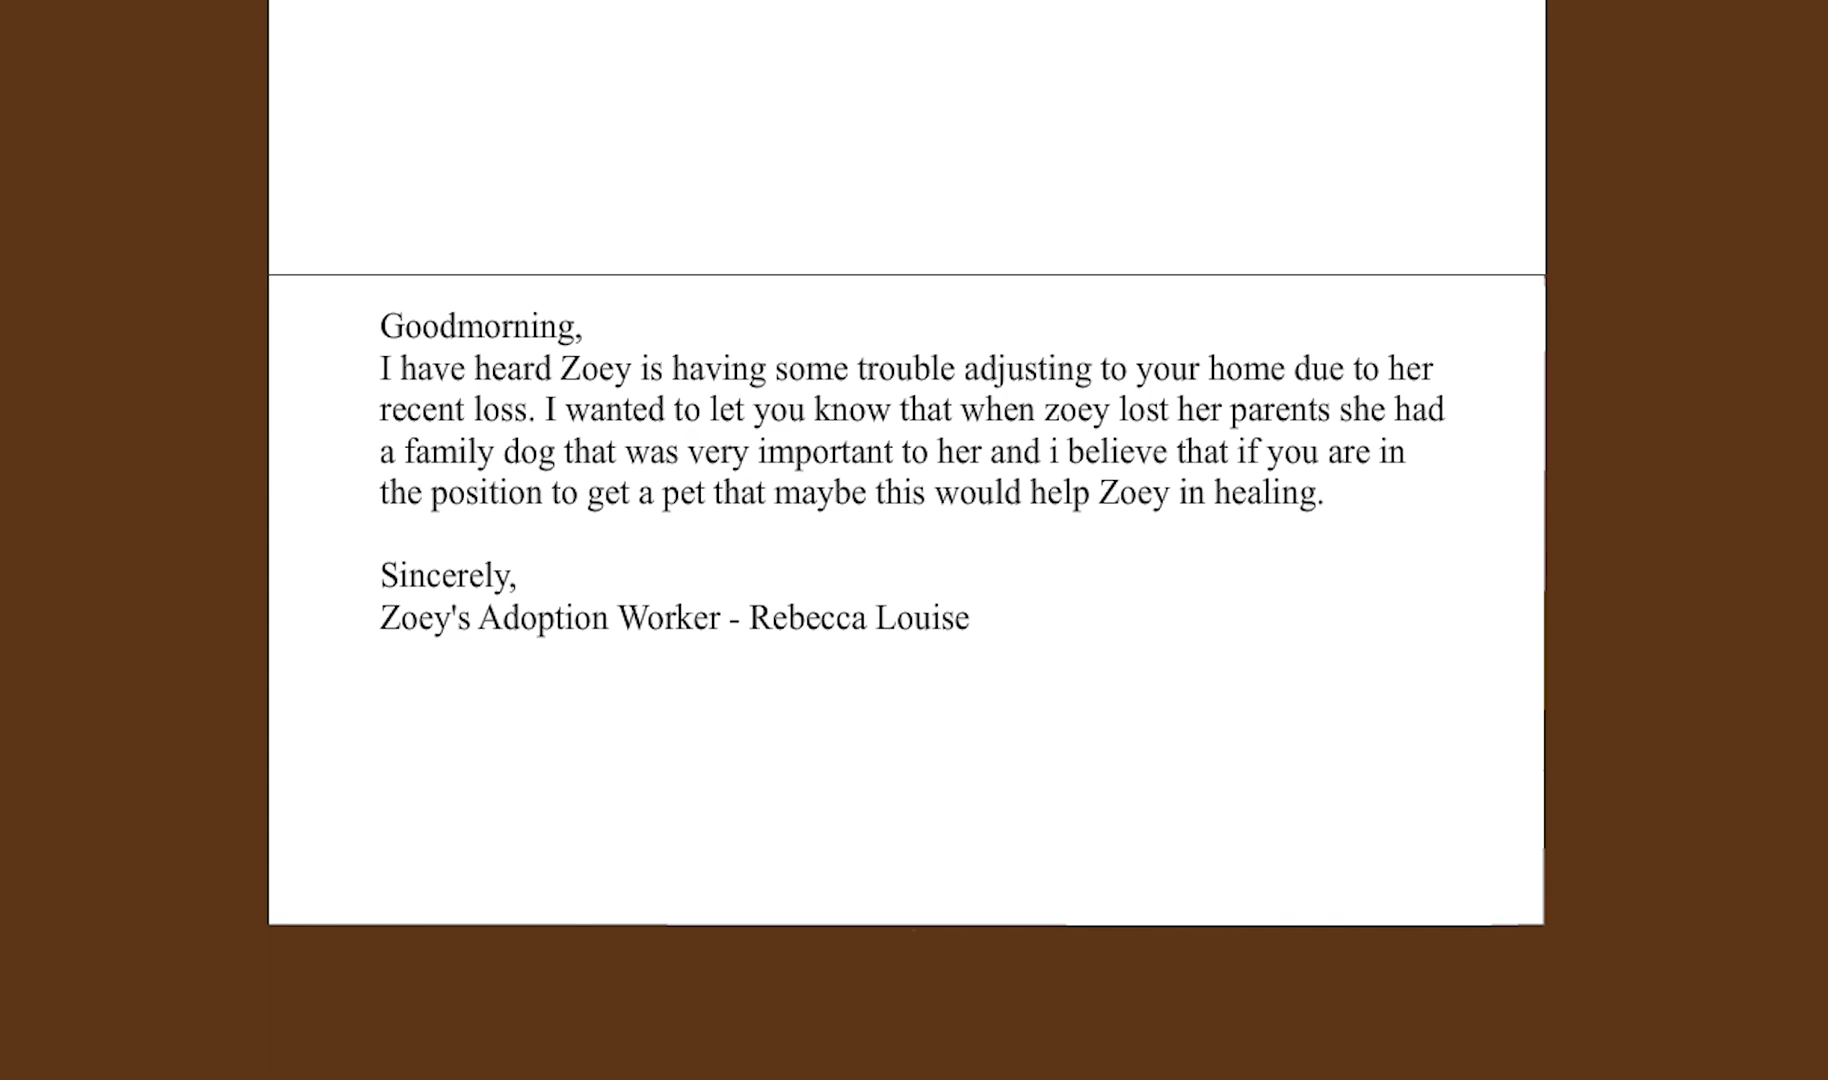 Goodmorning,
I have heard Zoey is having some trouble adjusting to your home due to her
recent loss. I wanted to let you know that when zoey lost her parents she had
a family dog that was very important to her and i believe that if you are in
the position to get a pet that maybe this would help Zoey in healing.
Sincerely,
Zoey's Adoption Worker - Rebecca Louise